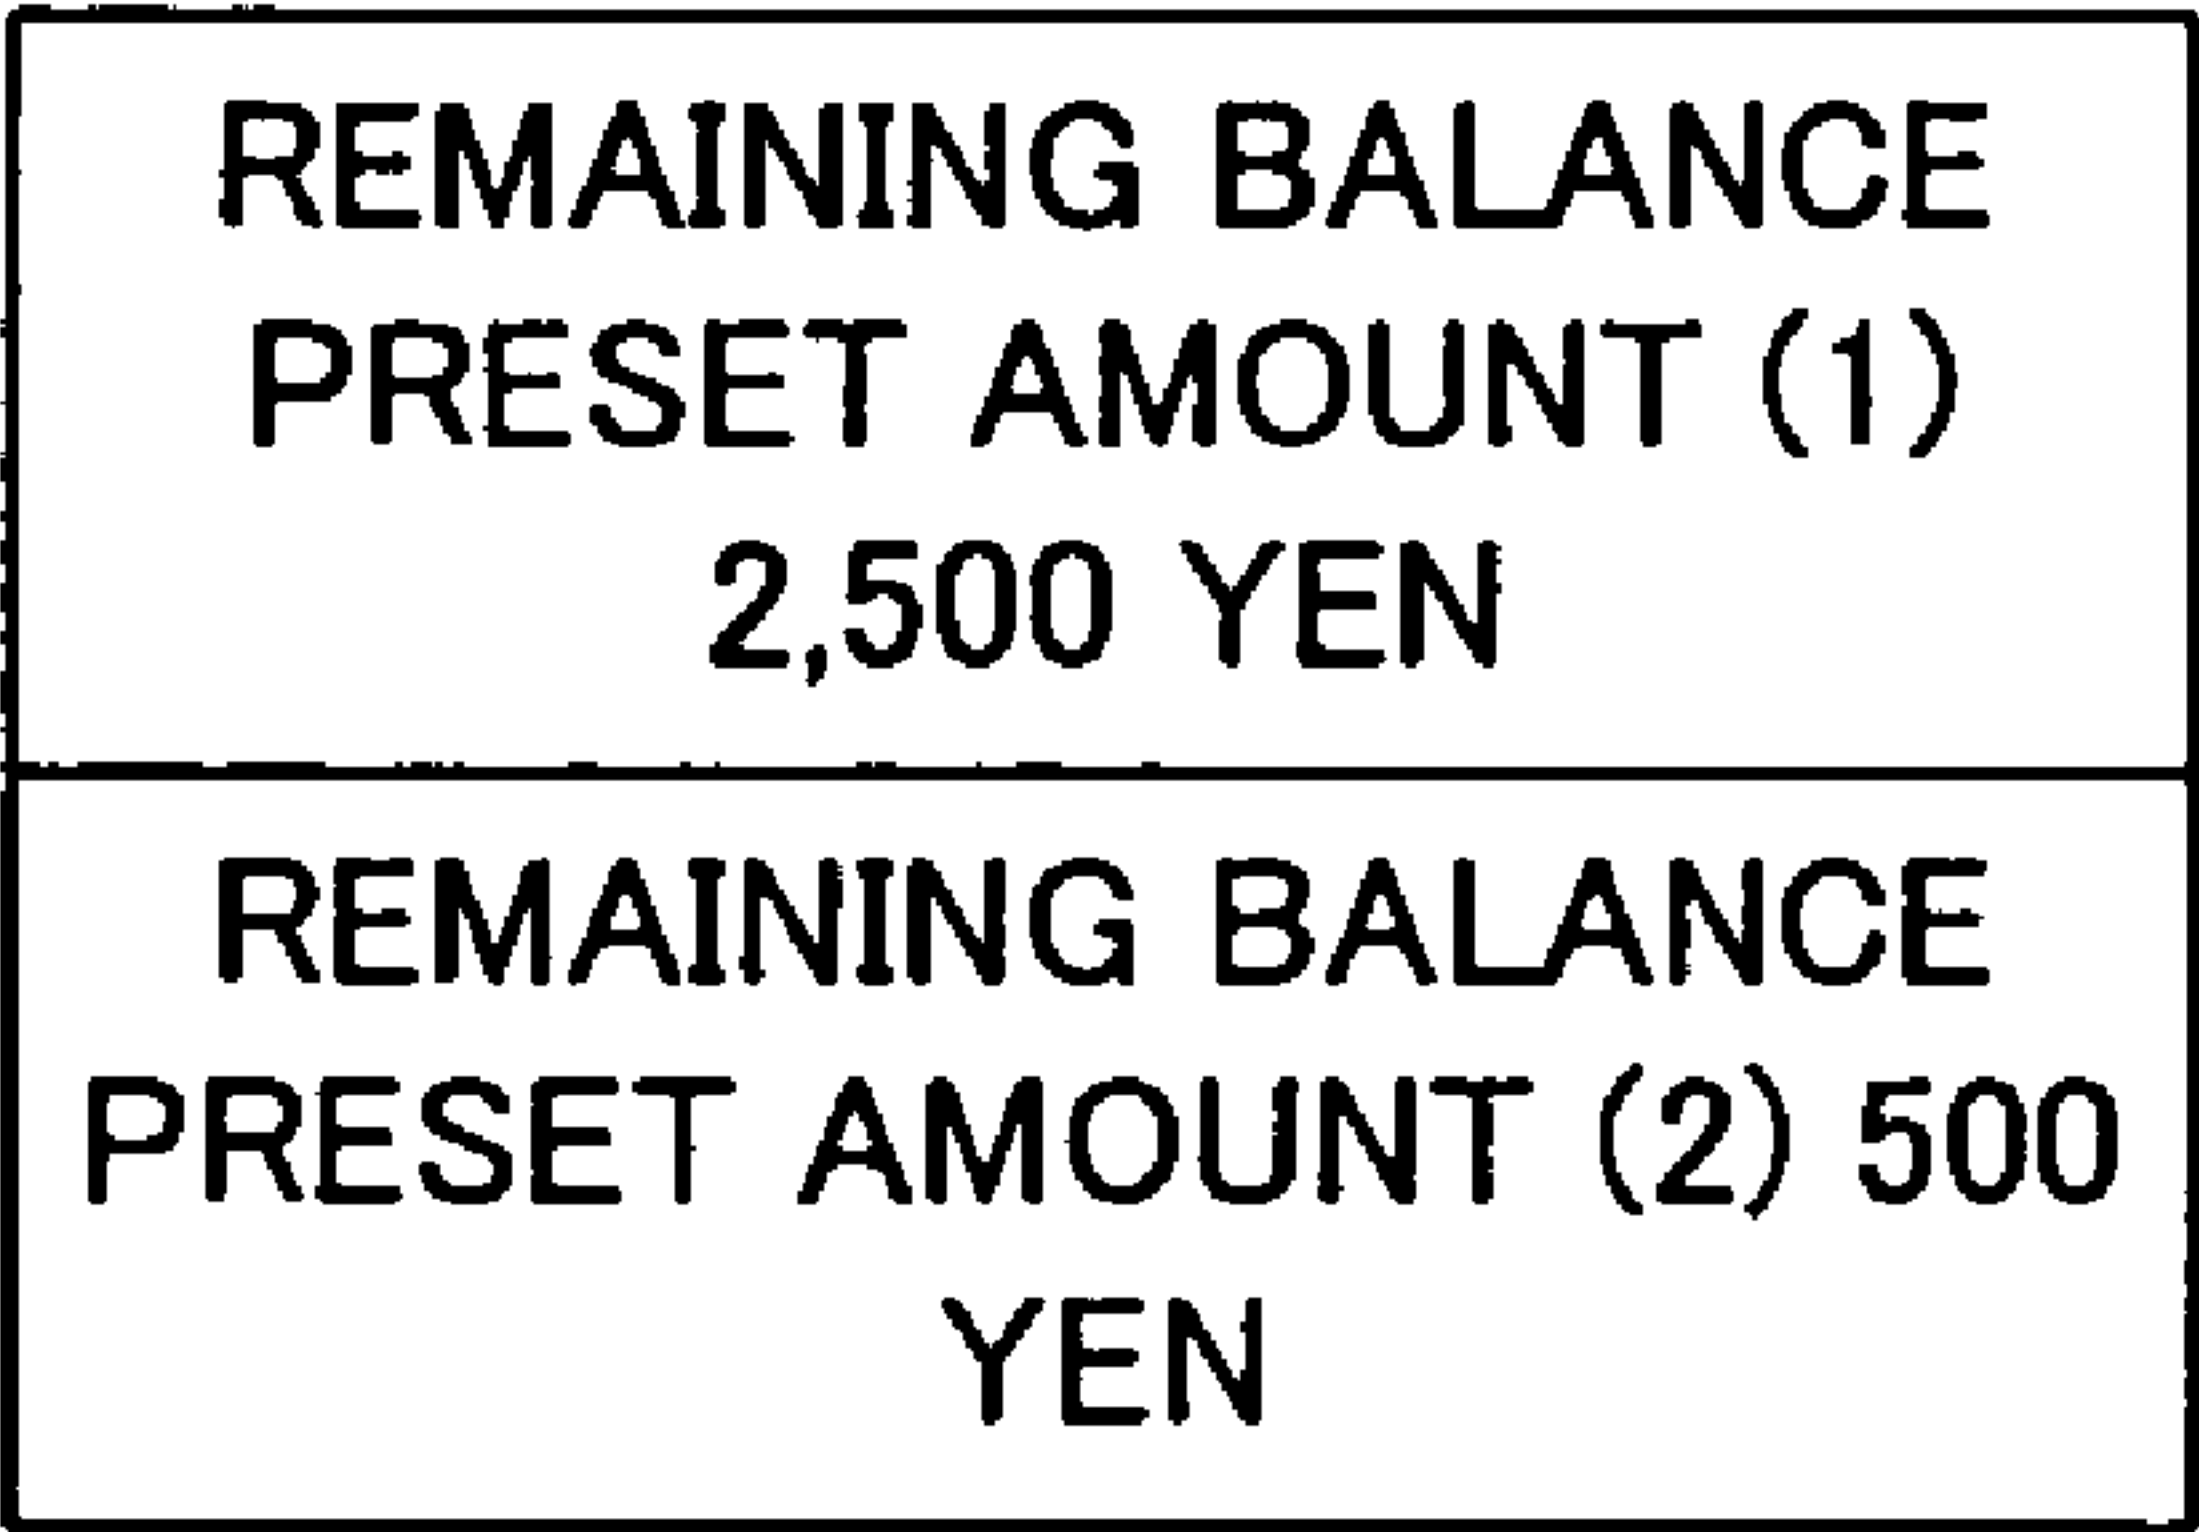 REMAINING BALANCE
PRESET AMOUNT (1)
2,500 YEN
REMAINING BALANCE
PRESET AMOUNT (2) 500
YEN